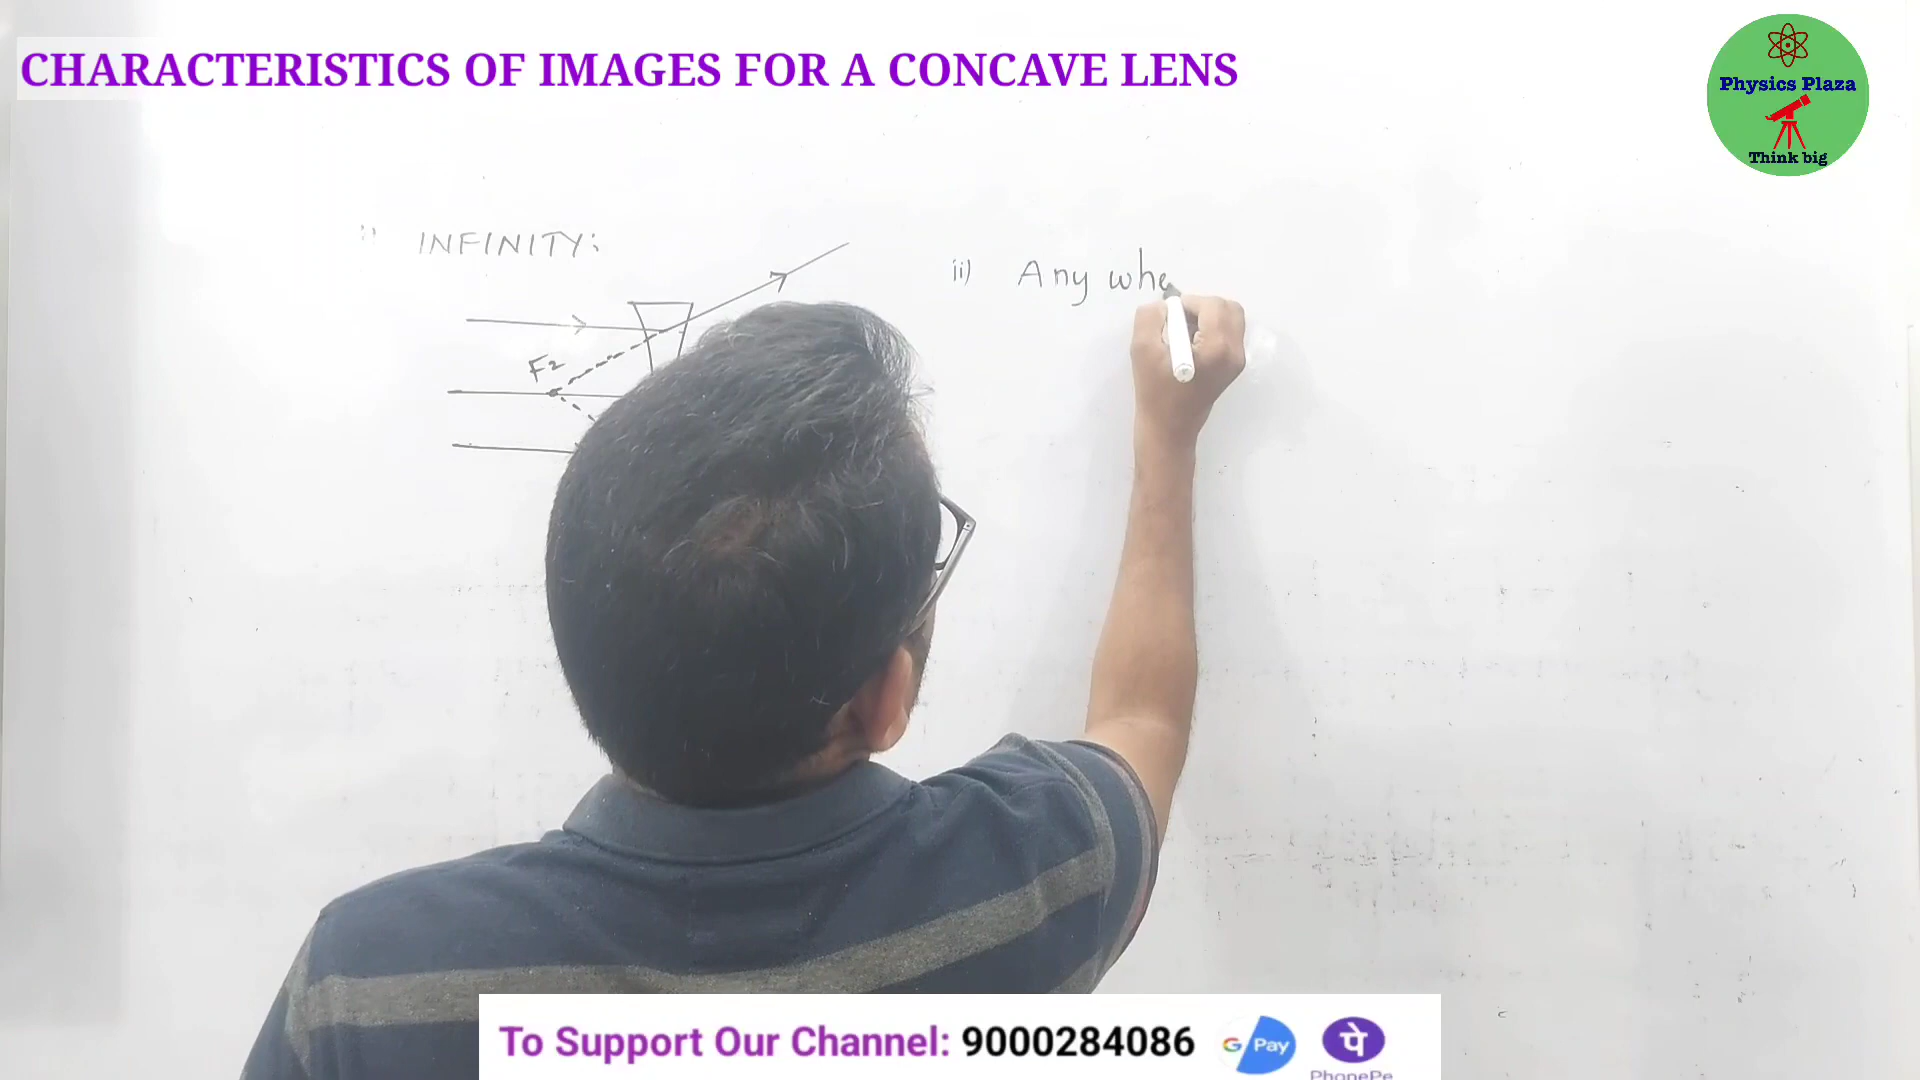 CHARACTERISTICS OF IMAGES FOR A CONCAVE LENS
Physics Plaza
Think big
INFINITY:
ii) Any whe
F2
To Support Our Channel: 9000284086 G Pay पे
PhonePe